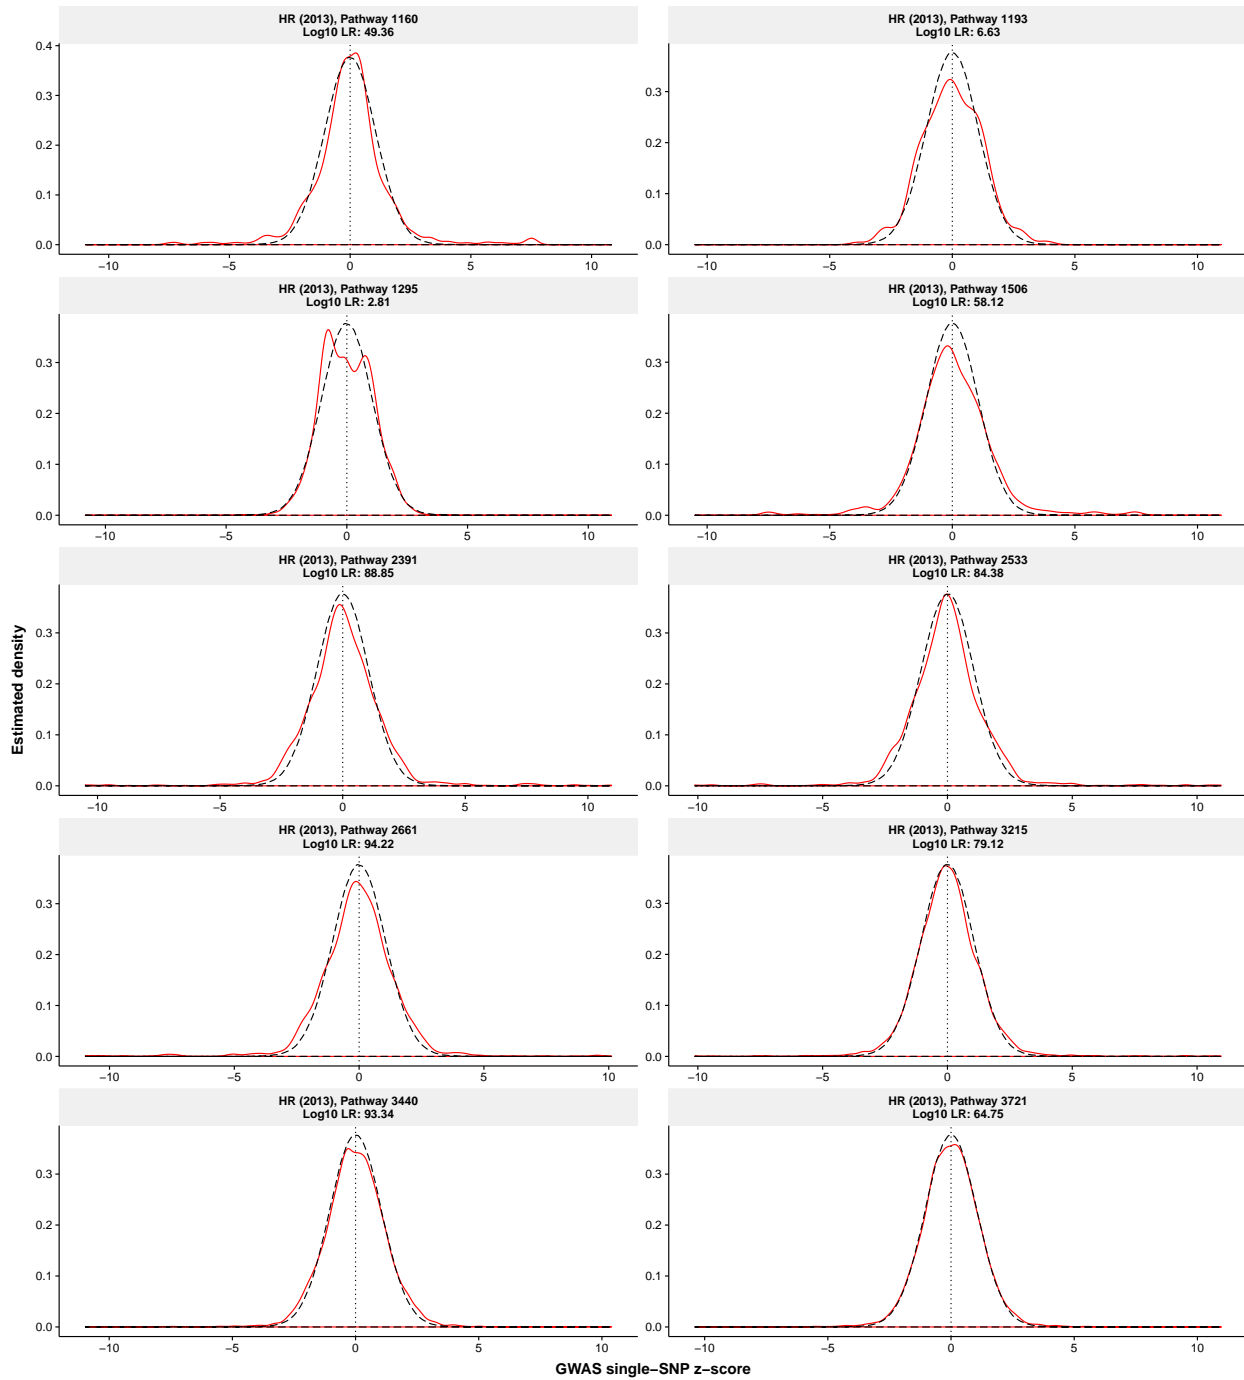 HR (2013), Pathway 1160
Log10 LR: 49.36
0.4
0.3
0.2
0.1
0.0
−10 −5 0 5 10
HR (2013), Pathway 1193
Log10 LR: 6.63
0.3
0.2
0.1
0.0
−10 −5 0 5 10
HR (2013), Pathway 1295
Log10 LR: 2.81
0.3
0.2
0.1
0.0
−10 −5 0 5 10
HR (2013), Pathway 1506
Log10 LR: 58.12
0.3
0.2
0.1
0.0
−10 −5 0 5 10
HR (2013), Pathway 2391
Log10 LR: 88.85
0.3
0.2
0.1
0.0
−10 −5 0 5 10
HR (2013), Pathway 2533
Log10 LR: 84.38
0.3
0.2
0.1
0.0
−10 −5 0 5 10
Estimated density
HR (2013), Pathway 2661
Log10 LR: 94.22
0.3
0.2
0.1
0.0
−10 −5 0 5 10
HR (2013), Pathway 3215
Log10 LR: 79.12
0.3
0.2
0.1
0.0
−10 −5 0 5 10
HR (2013), Pathway 3440
Log10 LR: 93.34
0.3
0.2
0.1
0.0
−10 −5 0 5 10
HR (2013), Pathway 3721
Log10 LR: 64.75
0.3
0.2
0.1
0.0
−10 −5 0 5 10
GWAS single−SNP z−score